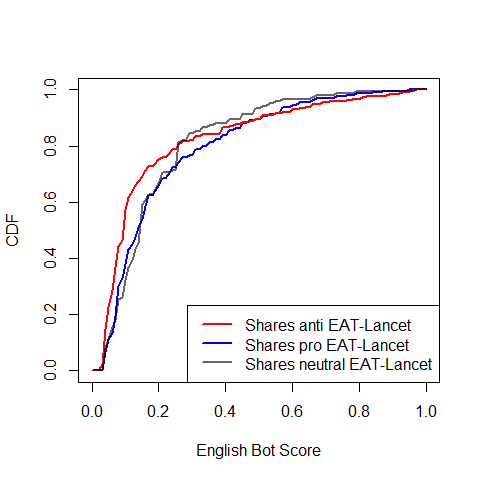 CDF
1.0
0.8
0.6
0.4
0.2
0.0
Shares anti EAT-Lancet
Shares pro EAT-Lancet
Shares neutral EAT-Lancet
0.0 0.2 0.4 0.6 0.8 1.0
English Bot Score